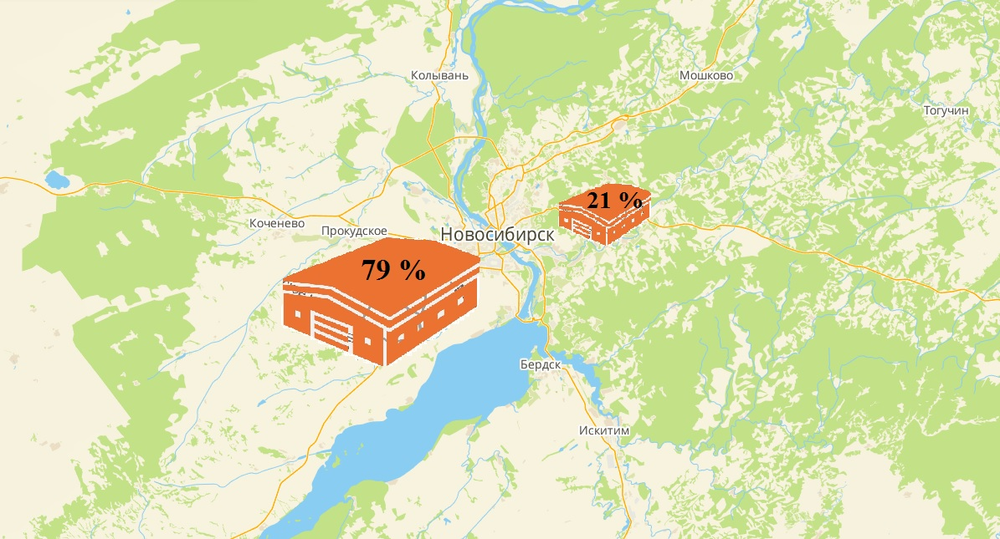 Колывань
Мошково
Тогучин
21 %
Коченево
Прокудское
Новосибирск
79 %
Бердск
Искитим